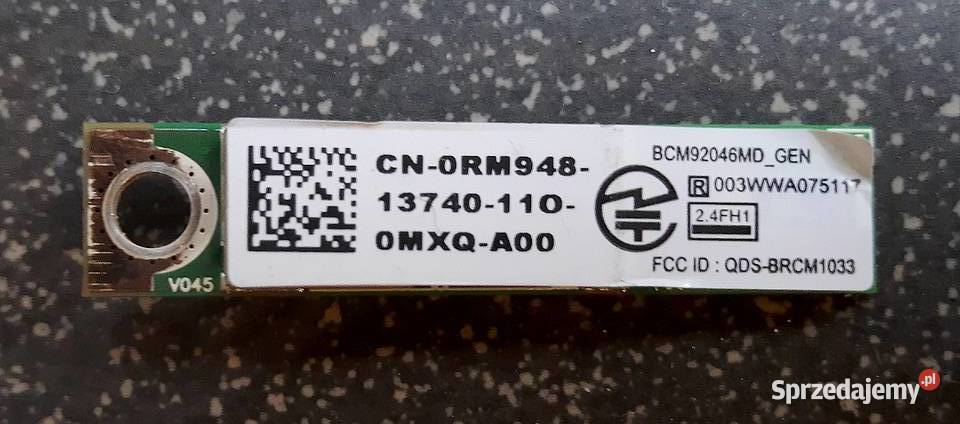 CN-0RM948-
13740-11O-
0MXQ-A00
BCM92046MD_GEN
R 003WWA075117
2.4FH1
FCC ID : QDS-BRCM1033
V045
Sprzedajemy.pl